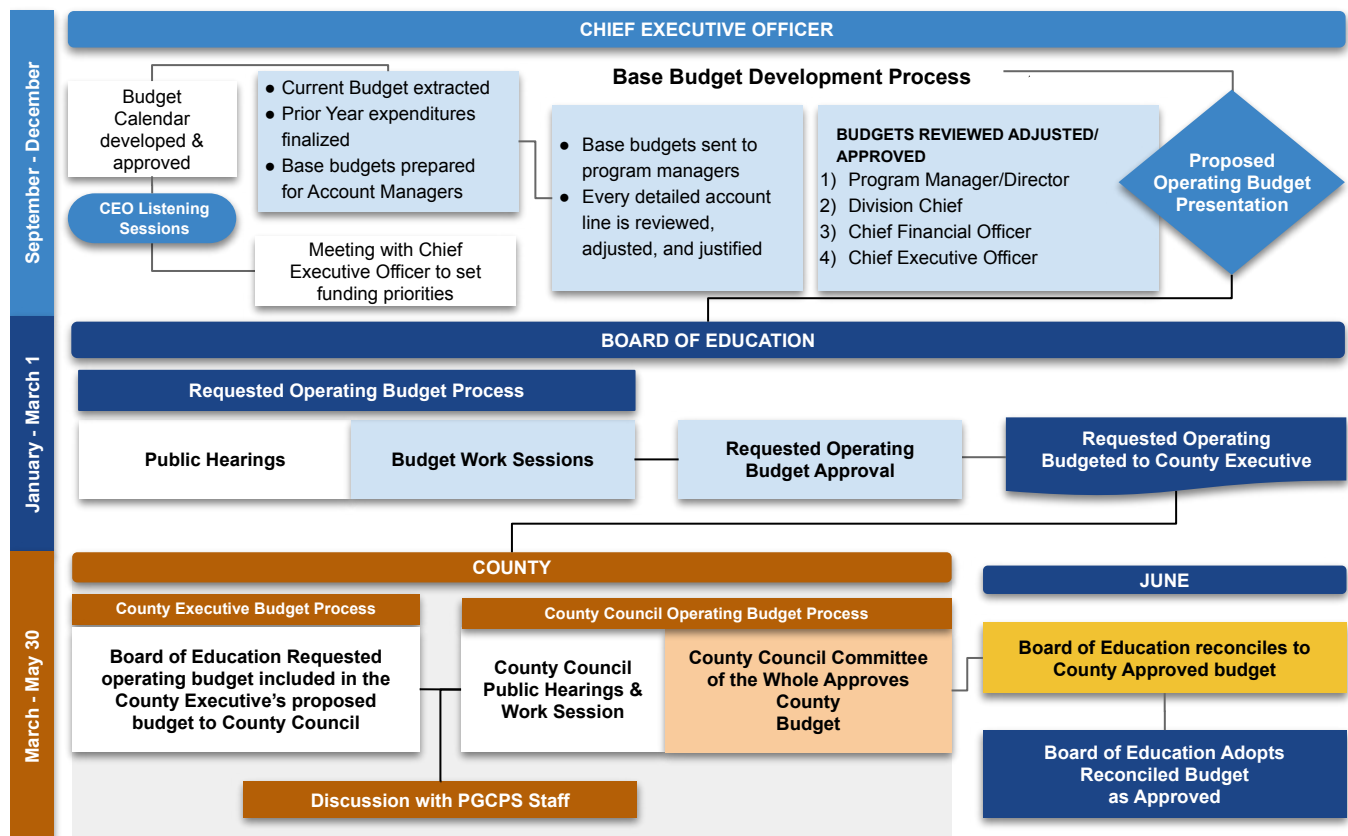 September - December
CHIEF EXECUTIVE OFFICER
Budget
Calendar
developed &
approved
CEO Listening
Sessions
● Current Budget extracted
● Prior Year expenditures
finalized
● Base budgets prepared
for Account Managers
Meeting with Chief
Executive Officer to set
funding priorities
Base Budget Development Process
● Base budgets sent to
program managers
● Every detailed account
line is reviewed,
adjusted, and justified
BUDGETS REVIEWED ADJUSTED/
APPROVED
1) Program Manager/Director
2) Division Chief
3) Chief Financial Officer
4) Chief Executive Officer
Proposed
Operating Budget
Presentation
January - March 1
BOARD OF EDUCATION
Requested Operating Budget Process
Public Hearings
Budget Work Sessions
Requested Operating
Budget Approval
Requested Operating
Budgeted to County Executive
March - May 30
COUNTY
County Executive Budget Process
Board of Education Requested
operating budget included in the
County Executive’s proposed
budget to County Council
County Council Operating Budget Process
County Council
Public Hearings &
Work Session
County Council Committee
of the Whole Approves
County
Budget
Discussion with PGCPS Staff
JUNE
Board of Education reconciles to
County Approved budget
Board of Education Adopts
Reconciled Budget
as Approved